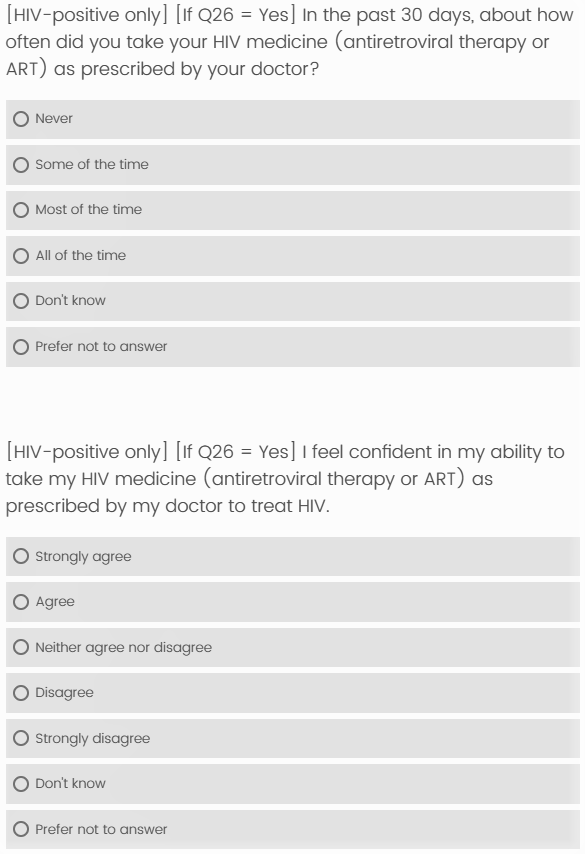 [HIV-positive only] [If Q26 = Yes] In the past 30 days, about how
often did you take your HIV medicine (antiretroviral therapy or
ART) as prescribed by your doctor?
Never
Some of the time
Most of the time
All of the time
Don't know
Prefer not to answer
[HIV-positive only] [If Q26 = Yes] I feel confident in my ability to
take my HIV medicine (antiretroviral therapy or ART) as
prescribed by my doctor to treat HIV.
Strongly agree
Agree
Neither agree nor disagree
Disagree
Strongly disagree
Don't know
Prefer not to answer